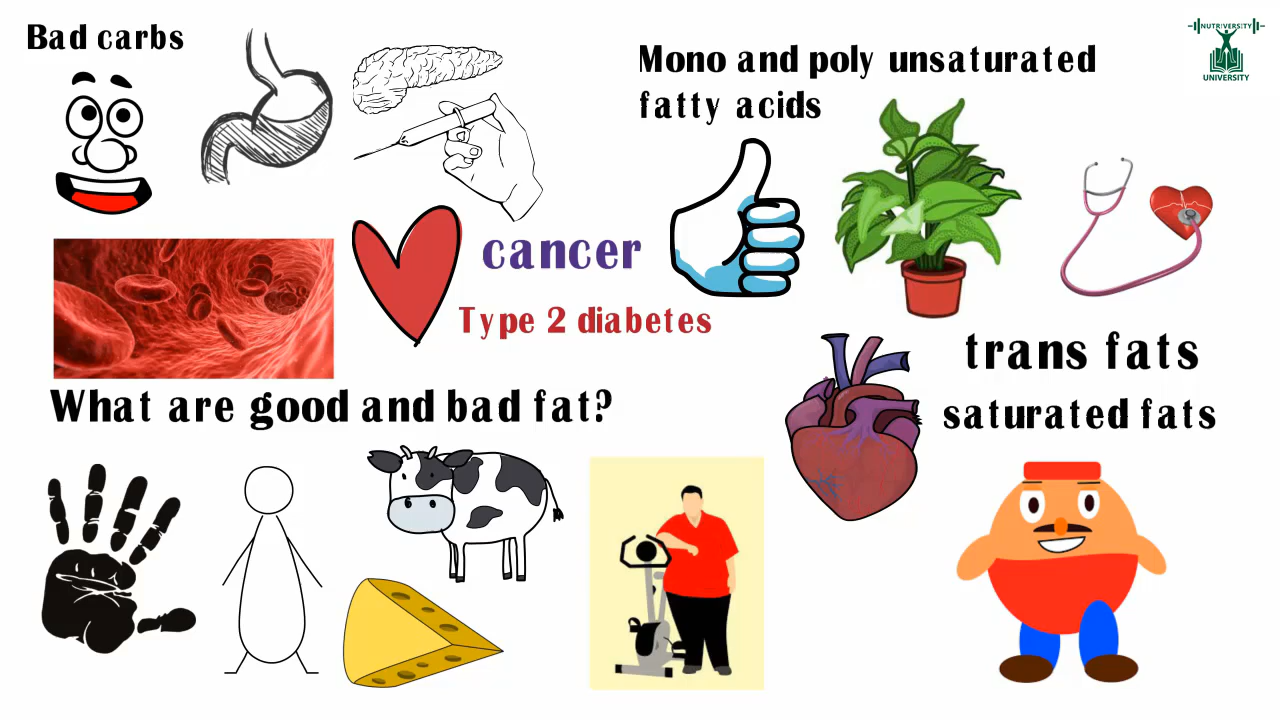 Bad carbs
Mono and poly unsaturated
fatty acids
NUTRIVERSITY
UNIVERSITY
cancer
Type 2 diabetes
trans fats
saturated fats
What are good and bad fat?